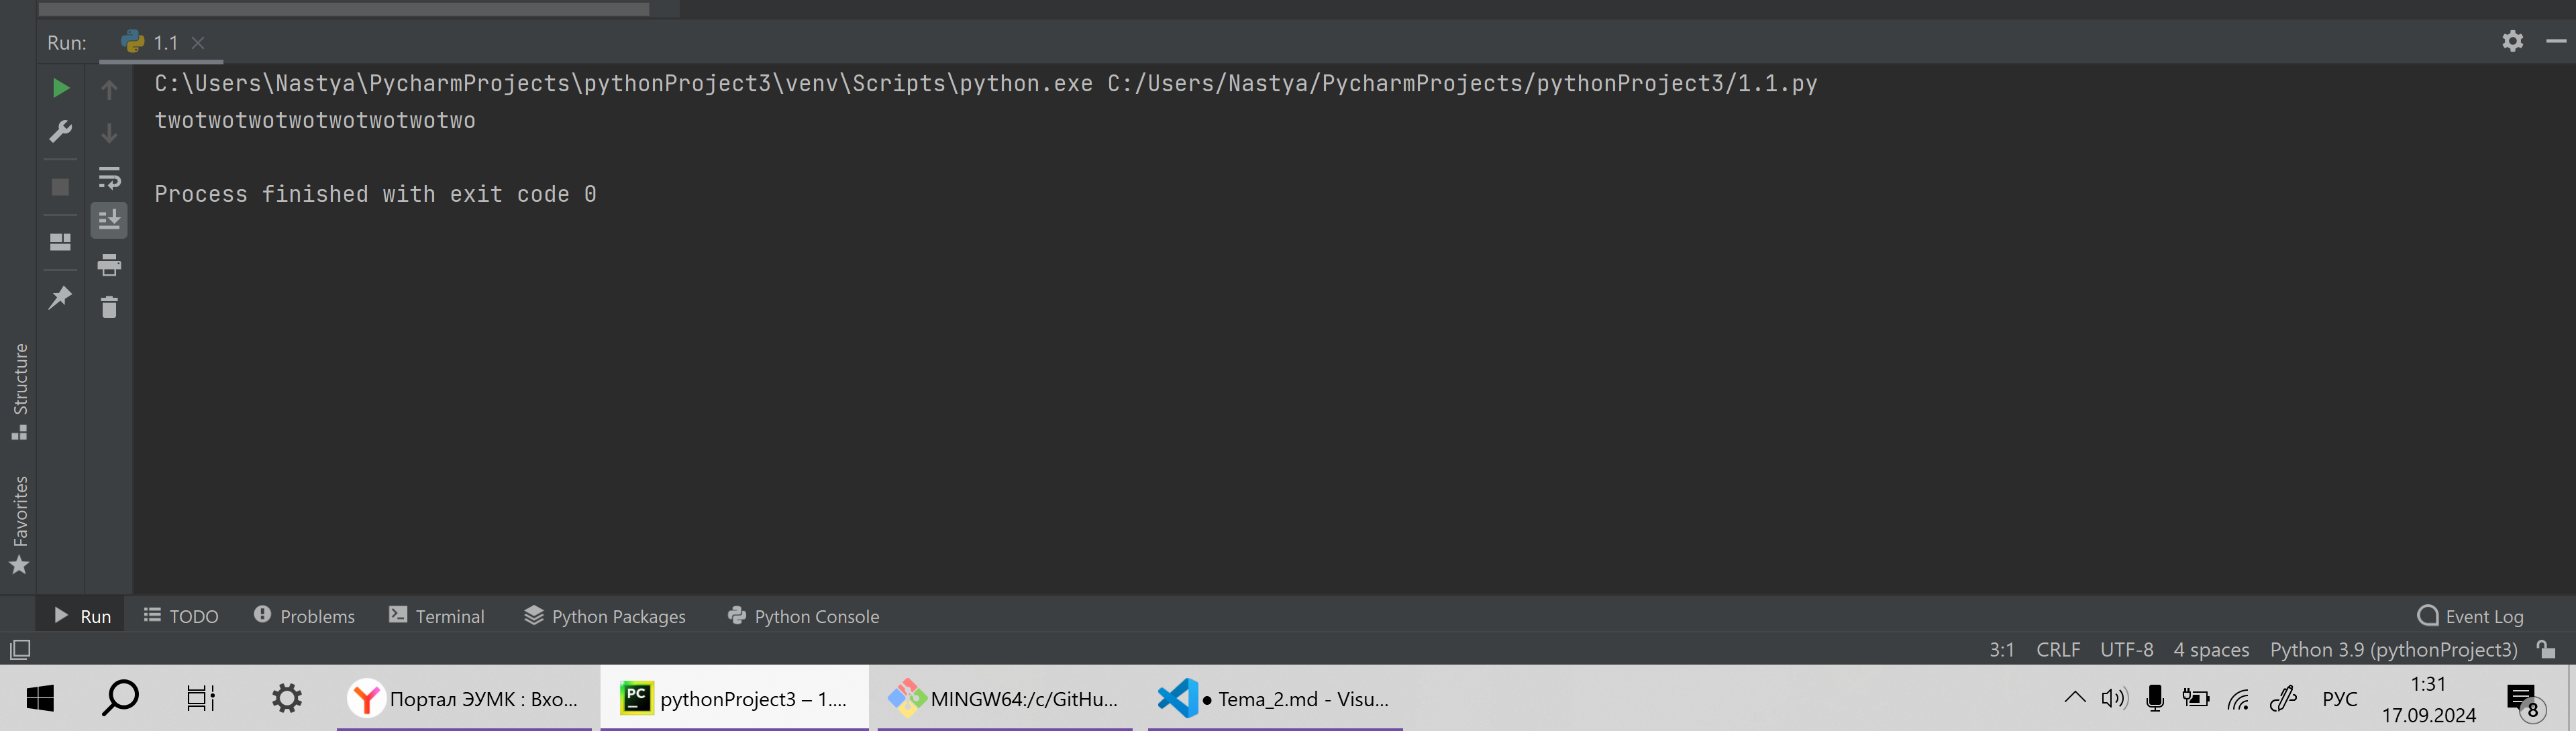 Run:
1.1
C:\Users\Nastya\PycharmProjects\pythonProject3\venv\Scripts\python.exe C:/Users/Nastya/PycharmProjects/pythonProject3/1.1.py
twotwotwotwotwotwotwotwo
Process finished with exit code 0
Structure
Favorites
Run
TODO
Problems
Terminal
Python Packages
Python Console
Event Log
3:1
CRLF
UTF-8
4 spaces
Python 3.9 (pythonProject3)
Портал ЭУМК : Вхо...
PC
pythonProject3 – 1....
MINGW64:/c/GitHu...
● Tema_2.md - Visu...
РУС
1:31
17.09.2024
8